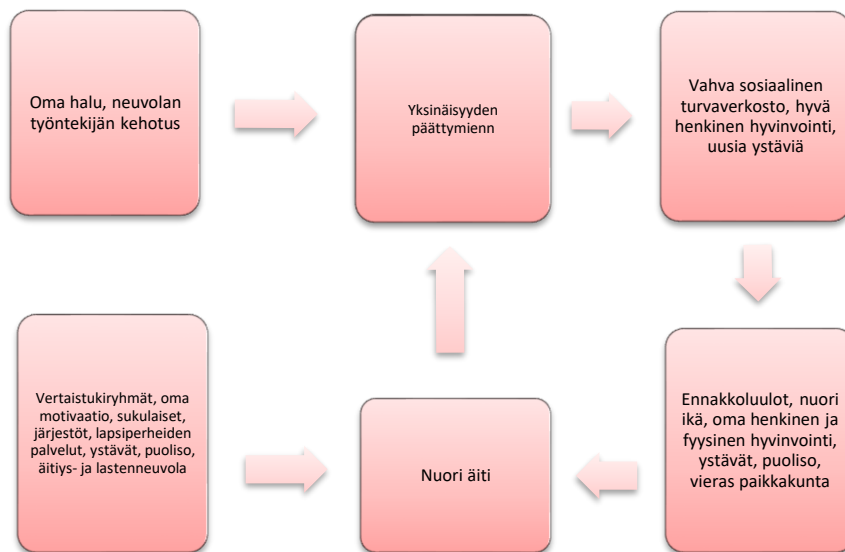 Oma halu, neuvolan
työntekijän kehotus
Yksinäisyyden
päättymienn
Vahva sosiaalinen
turvaverkosto, hyvä
henkinen hyvinvointi,
uusia ystäviä
Vertaistukiryhmät, oma
motivaatio, sukulaiset,
järjestöt, lapsiperheiden
palvelut, ystävät, puoliso,
äitiys- ja lastenneuvola
Nuori äiti
Ennakkoluulot, nuori
ikä, oma henkinen ja
fyysinen hyvinvointi,
ystävät, puoliso,
vieras paikkakunta